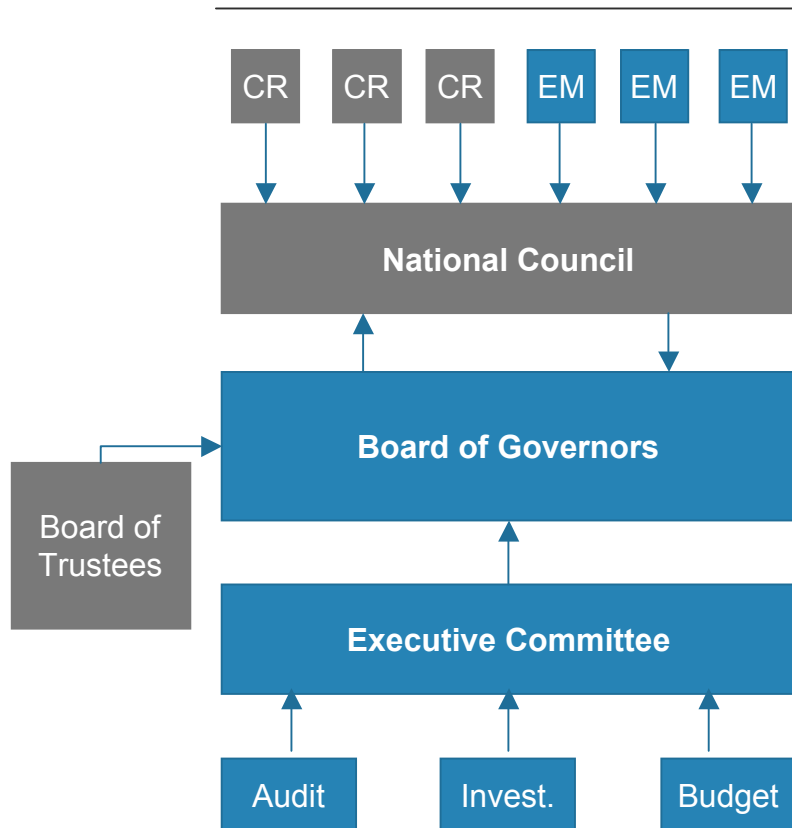 CR CR CR EM EM EM
National Council
Board of Governors
Board of
Trustees
Executive Committee
Audit Invest. Budget